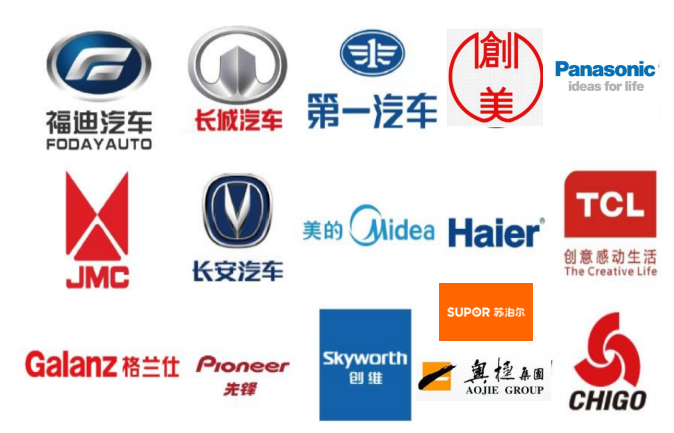 福迪汽车
FODAYAUTO
长城汽车
第一汽车
創
美
Panasonic
ideas for life
JMC
长安汽车
美的 Midea
Haier
TCL
创意感动生活
The Creative Life
Galanz 格兰仕
Pioneer
先锋
Skyworth
创维
SUPOR 苏泊尔
奥捷集團
AOJIE GROUP
CHIGO